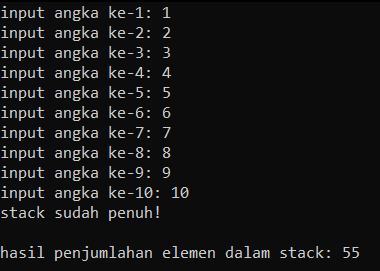 input angka ke-1: 1
input angka ke-2: 2
input angka ke-3: 3
input angka ke-4: 4
input angka ke-5: 5
input angka ke-6: 6
input angka ke-7: 7
input angka ke-8: 8
input angka ke-9: 9
input angka ke-10: 10
stack sudah penuh!
hasil penjumlahan elemen dalam stack: 55